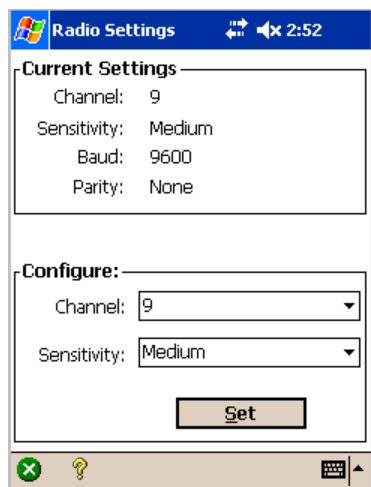 Radio Settings 2:52
Current Settings
Channel: 9
Sensitivity: Medium
Baud: 9600
Parity: None
Configure:
Channel: 9
Sensitivity: Medium
Set